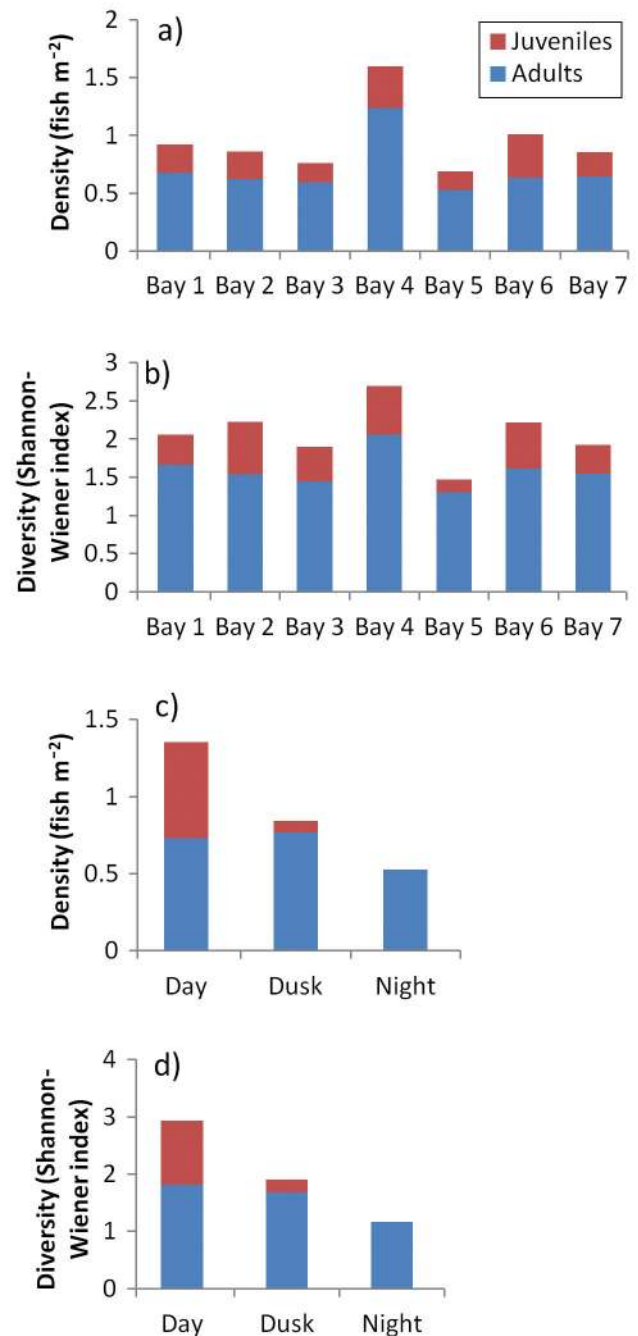 a)
Juveniles
Adults
Density (fish m⁻²)
2
1.5
1
0.5
0
Bay 1 Bay 2 Bay 3 Bay 4 Bay 5 Bay 6 Bay 7
b)
Diversity (Shannon-
Wiener index)
3
2.5
2
1.5
1
0.5
0
Bay 1 Bay 2 Bay 3 Bay 4 Bay 5 Bay 6 Bay 7
c)
Density (fish m⁻²)
1.5
1
0.5
0
Day Dusk Night
d)
Diversity (Shannon-
Wiener index)
4
3
2
1
0
Day Dusk Night